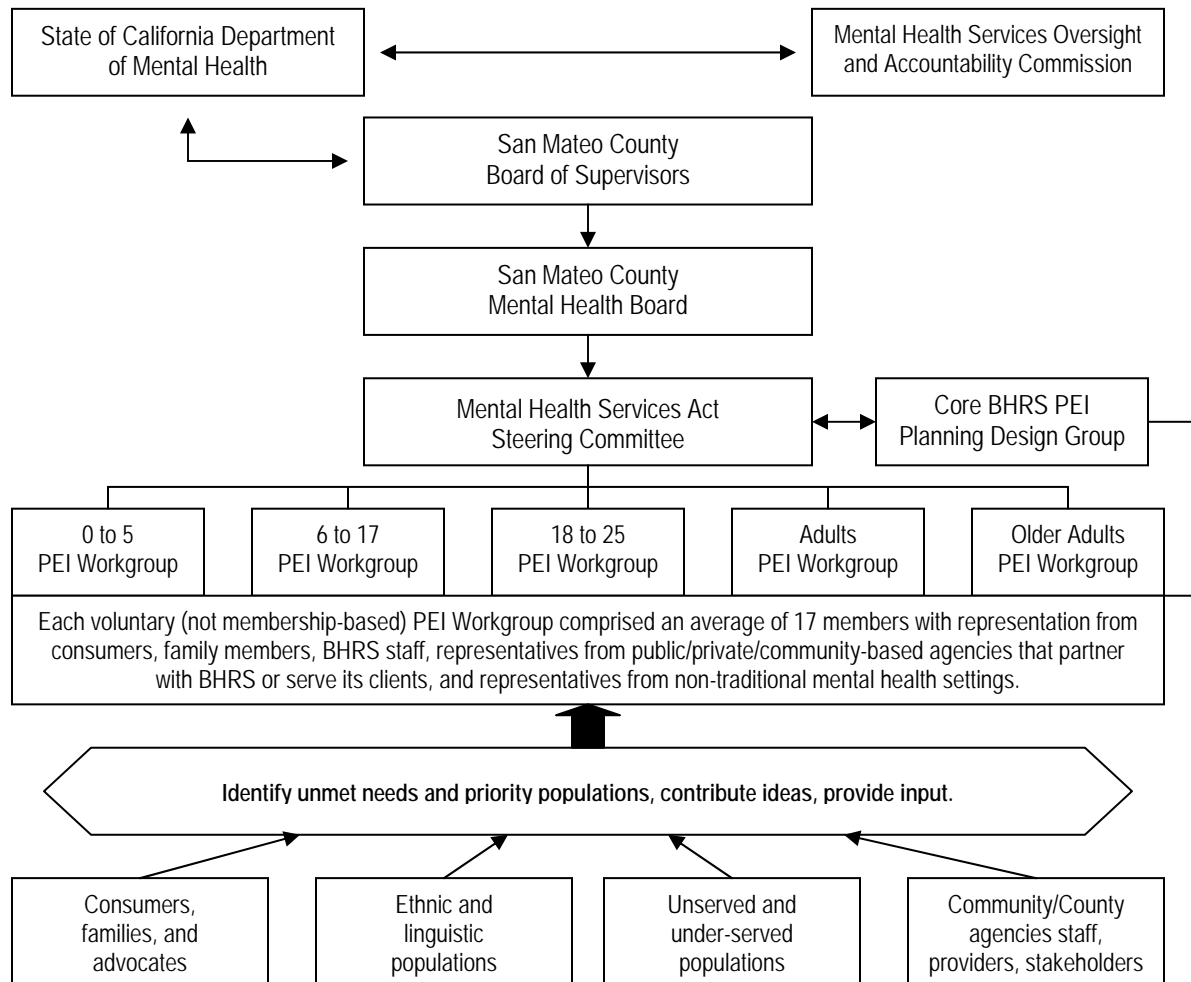 State of California Department
of Mental Health
Mental Health Services Oversight
and Accountability Commission
San Mateo County
Board of Supervisors
San Mateo County
Mental Health Board
Mental Health Services Act
Steering Committee
Core BHRS PEI
Planning Design Group
0 to 5
PEI Workgroup
6 to 17
PEI Workgroup
18 to 25
PEI Workgroup
Adults
PEI Workgroup
Older Adults
PEI Workgroup
Each voluntary (not membership-based) PEI Workgroup comprised an average of 17 members with representation from
consumers, family members, BHRS staff, representatives from public/private/community-based agencies that partner
with BHRS or serve its clients, and representatives from non-traditional mental health settings.
Identify unmet needs and priority populations, contribute ideas, provide input.
Consumers,
families, and
advocates
Ethnic and
linguistic
populations
Unserved and
under-served
populations
Community/County
agencies staff,
providers, stakeholders